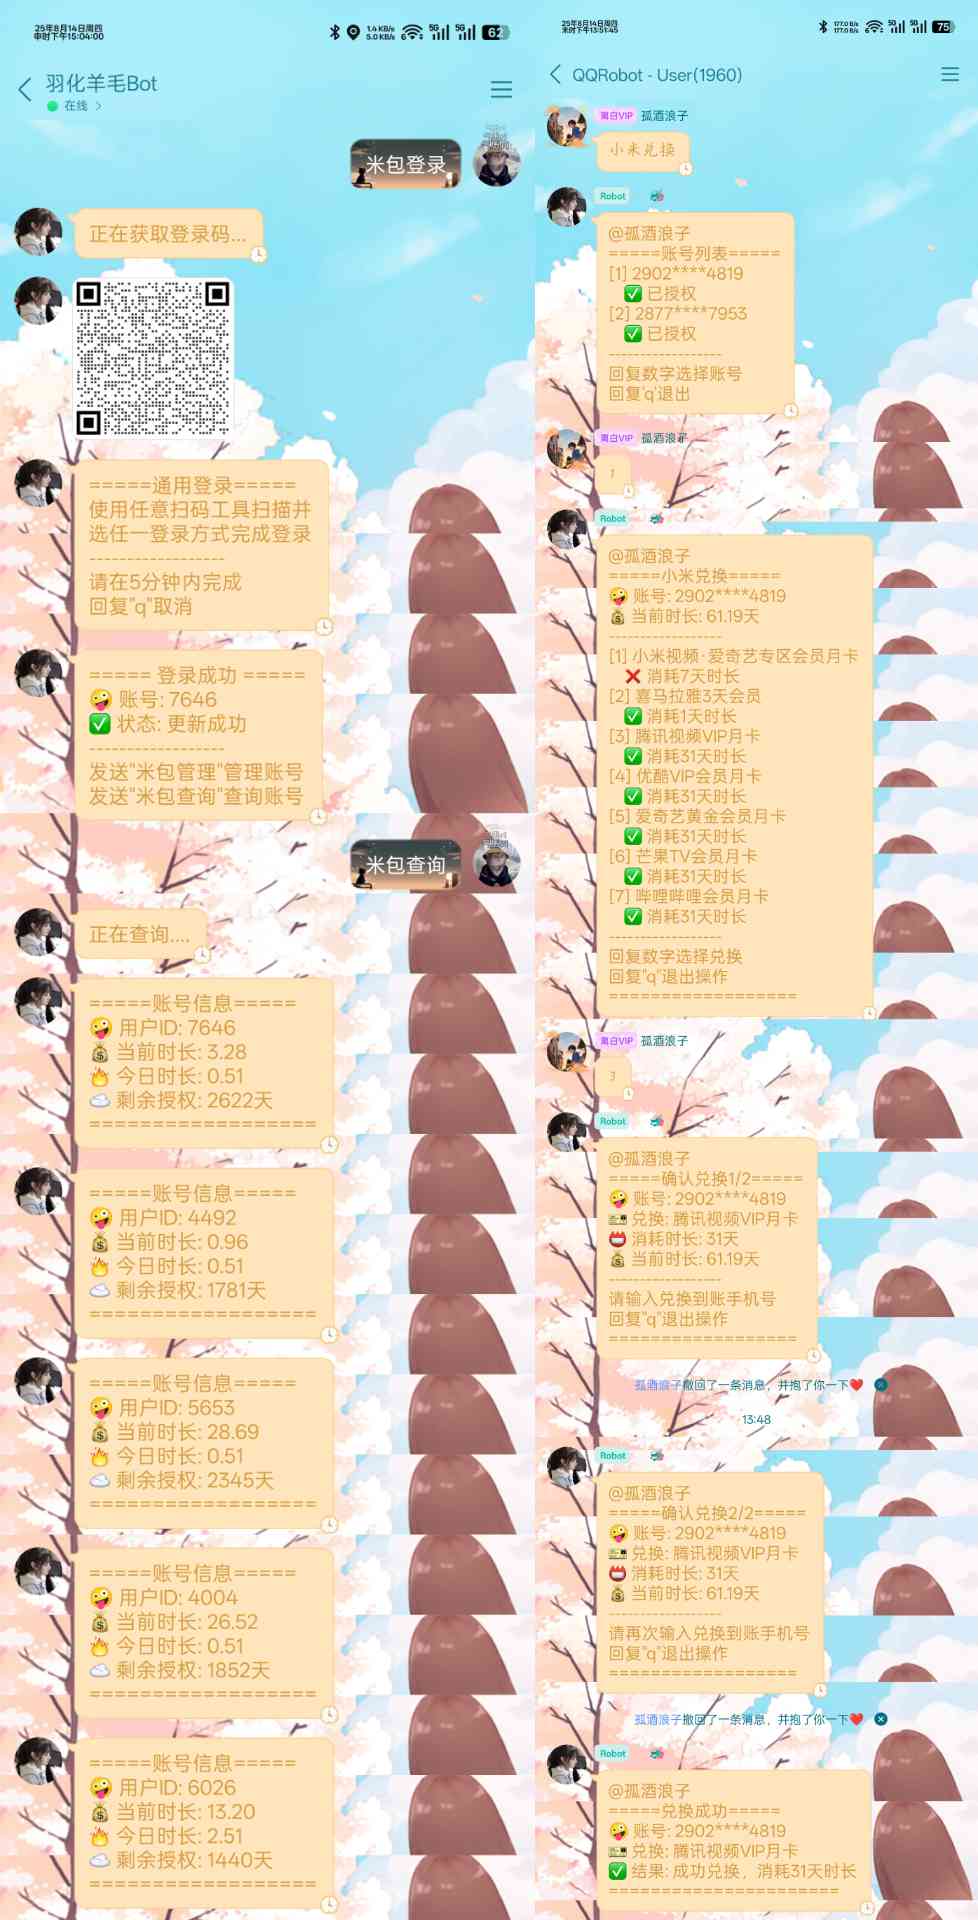 25年8月14日周四
申时下午15:04:00
1.4 KB/s
5.0 KB/s
5G
5G
62
羽化羊毛Bot
在线 >
米包登录
正在获取登录码...
=====通用登录=====
使用任意扫码工具扫描并
选任一登录方式完成登录
------------------
请在5分钟内完成
回复"q"取消
===== 登录成功 =====
账号: 7646
状态: 更新成功
------------------
发送"米包管理"管理账号
发送"米包查询"查询账号
米包查询
正在查询....
=====账号信息=====
用户ID: 7646
当前时长: 3.28
今日时长: 0.51
剩余授权: 2622天
===================
=====账号信息=====
用户ID: 4492
当前时长: 0.96
今日时长: 0.51
剩余授权: 1781天
===================
=====账号信息=====
用户ID: 5653
当前时长: 28.69
今日时长: 0.51
剩余授权: 2345天
===================
=====账号信息=====
用户ID: 4004
当前时长: 26.52
今日时长: 0.51
剩余授权: 1852天
===================
=====账号信息=====
用户ID: 6026
当前时长: 13.20
今日时长: 2.51
剩余授权: 1440天
===================
25年8月14日周四
未时下午13:51:45
177.0 B/s
177.0 B/s
5G
5G
75
QQRobot - User(1960)
离白VIP 孤酒浪子
小米兑换
Robot
@孤酒浪子
=====账号列表=====
[1] 2902****4819
✅ 已授权
[2] 2877****7953
✅ 已授权
------------------
回复数字选择账号
回复'q'退出
离白VIP 孤酒浪子
1
Robot
@孤酒浪子
=====小米兑换=====
账号: 2902****4819
当前时长: 61.19天
------------------
[1] 小米视频·爱奇艺专区会员月卡
❌ 消耗7天时长
[2] 喜马拉雅3天会员
✅ 消耗1天时长
[3] 腾讯视频VIP月卡
✅ 消耗31天时长
[4] 优酷VIP会员月卡
✅ 消耗31天时长
[5] 爱奇艺黄金会员月卡
✅ 消耗31天时长
[6] 芒果TV会员月卡
✅ 消耗31天时长
[7] 哔哩哔哩会员月卡
✅ 消耗31天时长
------------------
回复数字选择兑换
回复"q"退出操作
==================
离白VIP 孤酒浪子
3
Robot
@孤酒浪子
=====确认兑换1/2=====
账号: 2902****4819
兑换: 腾讯视频VIP月卡
消耗时长: 31天
当前时长: 61.19天
------------------
请输入兑换到账手机号
回复"q"退出操作
==================
孤酒浪子撤回了一条消息，并抱了你一下❤️
13:48
Robot
@孤酒浪子
=====确认兑换2/2=====
账号: 2902****4819
兑换: 腾讯视频VIP月卡
消耗时长: 31天
当前时长: 61.19天
------------------
请再次输入兑换到账手机号
回复"q"退出操作
==================
孤酒浪子撤回了一条消息，并抱了你一下❤️
Robot
@孤酒浪子
=====兑换成功=====
账号: 2902****4819
兑换: 腾讯视频VIP月卡
✅ 结果: 成功兑换，消耗31天时长
======================